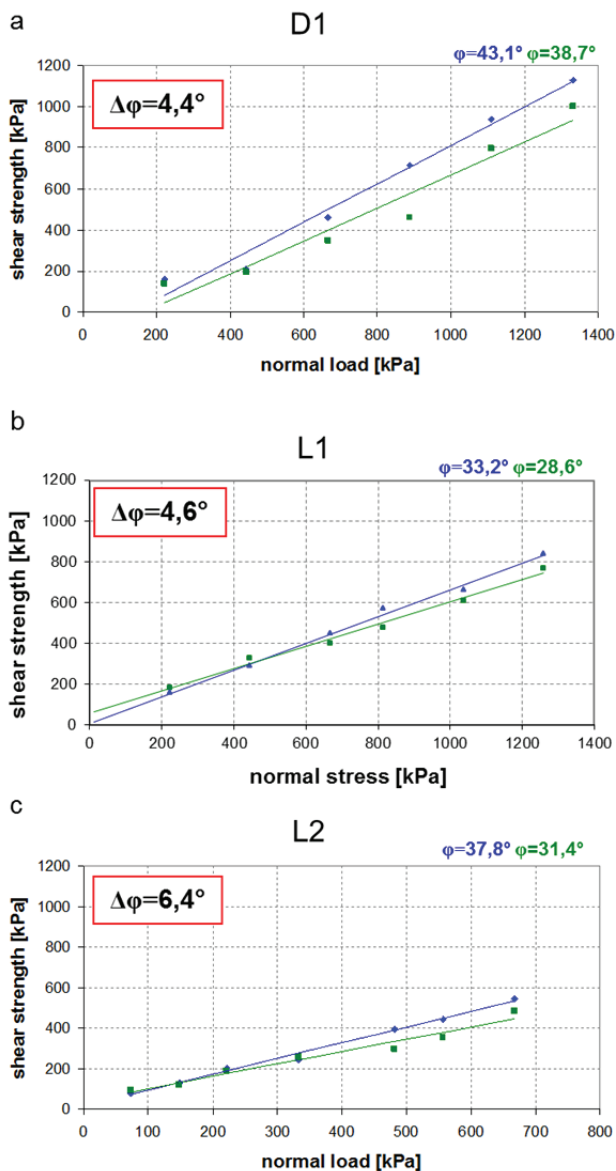 a
D1
φ=43,1° φ=38,7°
Δφ=4,4°
shear strength [kPa]
1200
1000
800
600
400
200
0
0 200 400 600 800 1000 1200 1400
normal load [kPa]
b
L1
φ=33,2° φ=28,6°
Δφ=4,6°
shear strength [kPa]
1200
1000
800
600
400
200
0
0 200 400 600 800 1000 1200 1400
normal stress [kPa]
c
L2
φ=37,8° φ=31,4°
Δφ=6,4°
shear strength [kPa]
1200
1000
800
600
400
200
0
0 100 200 300 400 500 600 700 800
normal load [kPa]